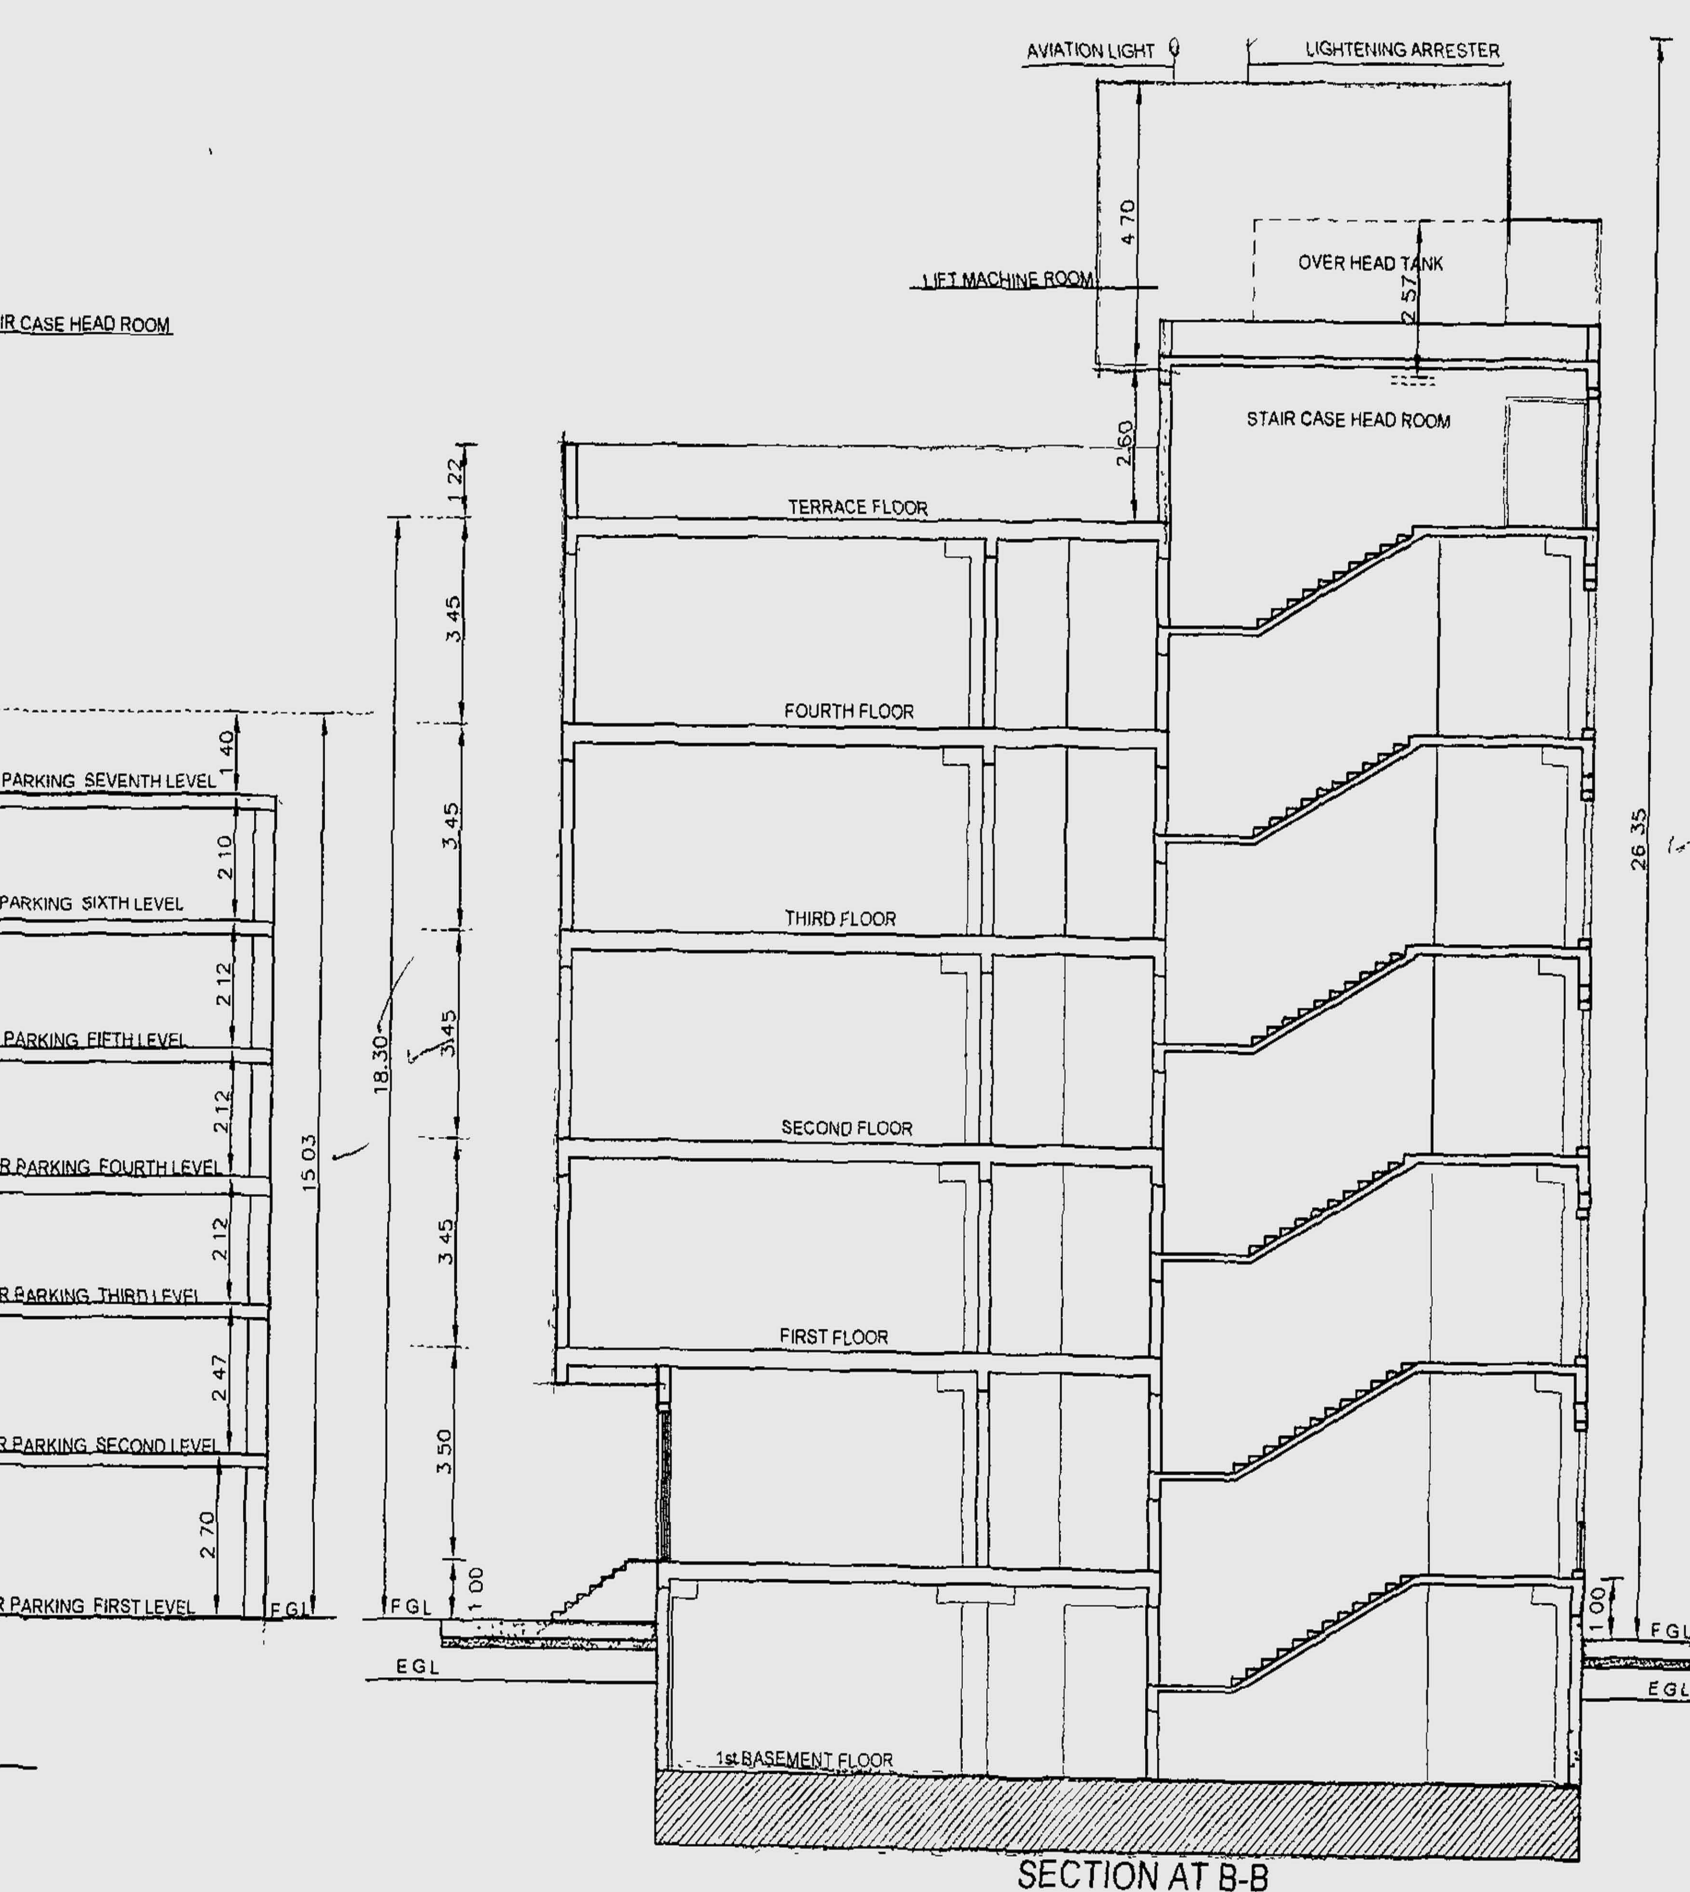 AVIATION LIGHT
LIGHTENING ARRESTER
4 70
OVER HEAD TANK
LIFT MACHINE ROOM
2 57
IR CASE HEAD ROOM
STAIR CASE HEAD ROOM
2 60
1 22
TERRACE FLOOR
3 45
FOURTH FLOOR
1 40
PARKING SEVENTH LEVEL
3 45
26 35
2 10
PARKING SIXTH LEVEL
THIRD FLOOR
2 12
3.45
PARKING FIFTH LEVEL
18.30
2 12
SECOND FLOOR
R PARKING FOURTH LEVEL
15 03
2 12
3 45
R PARKING THIRD LEVEL
FIRST FLOOR
2 47
3 50
R PARKING SECOND LEVEL
2 70
1 00
R PARKING FIRST LEVEL
F G L
F G L
1 00
F G L
E G L
E G L
1st BASEMENT FLOOR
SECTION AT B-B